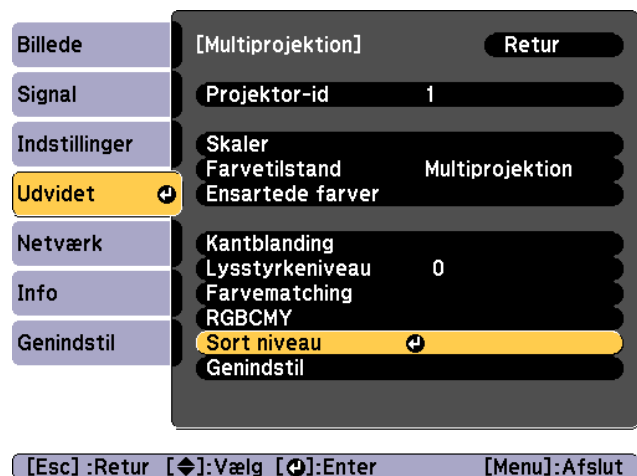 Billede
Signal
Indstillinger
Udvidet
Netværk
Info
Genindstil
[Multiprojektion] Retur
Projektor-id 1
Skaler
Farvetilstand Multiprojektion
Ensartede farver
Kantblanding
Lysstyrkeniveau 0
Farvematching
RGBCMY
Sort niveau
Genindstil
[Esc] :Retur [◆]:Vælg [↵]:Enter [Menu]:Afslut